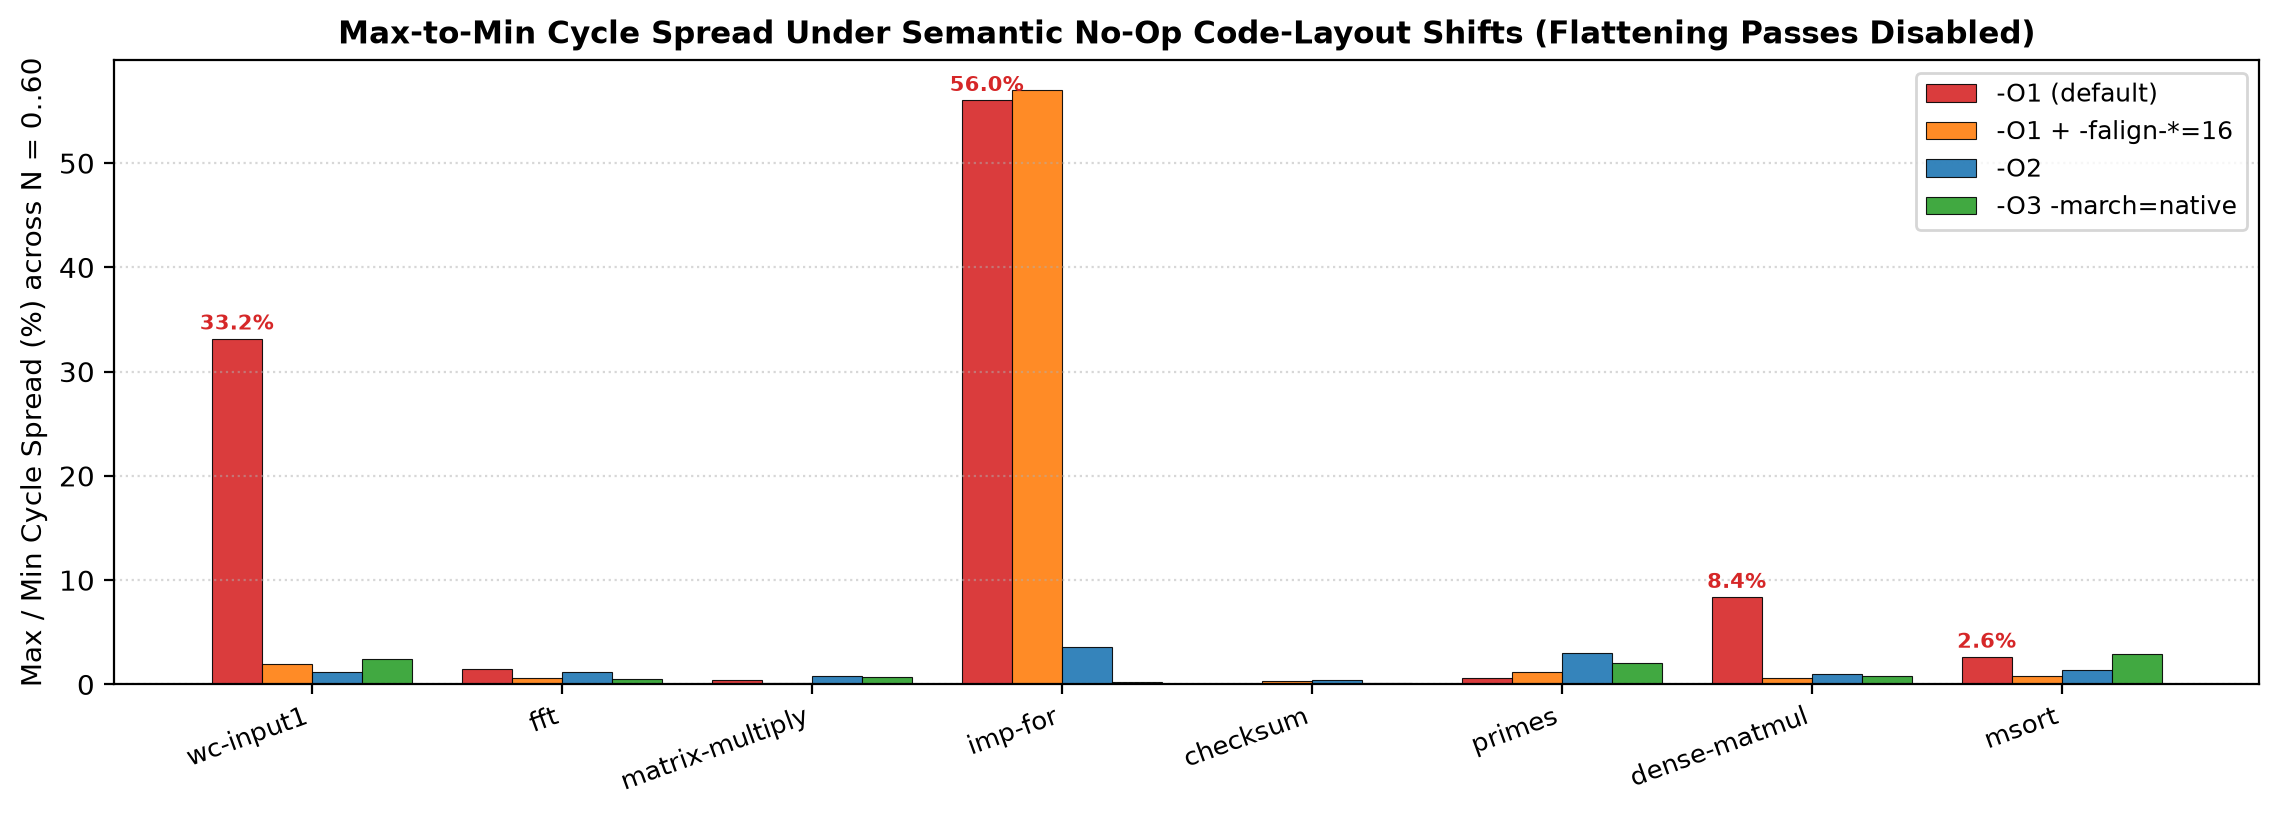 Max-to-Min Cycle Spread Under Semantic No-Op Code-Layout Shifts (Flattening Passes Disabled)
Max / Min Cycle Spread (%) across N = 0..60
50
40
30
20
10
0
33.2%
56.0%
8.4%
2.6%
-O1 (default)
-O1 + -falign-*=16
-O2
-O3 -march=native
wc-input1
fft
matrix-multiply
imp-for
checksum
primes
dense-matmul
msort